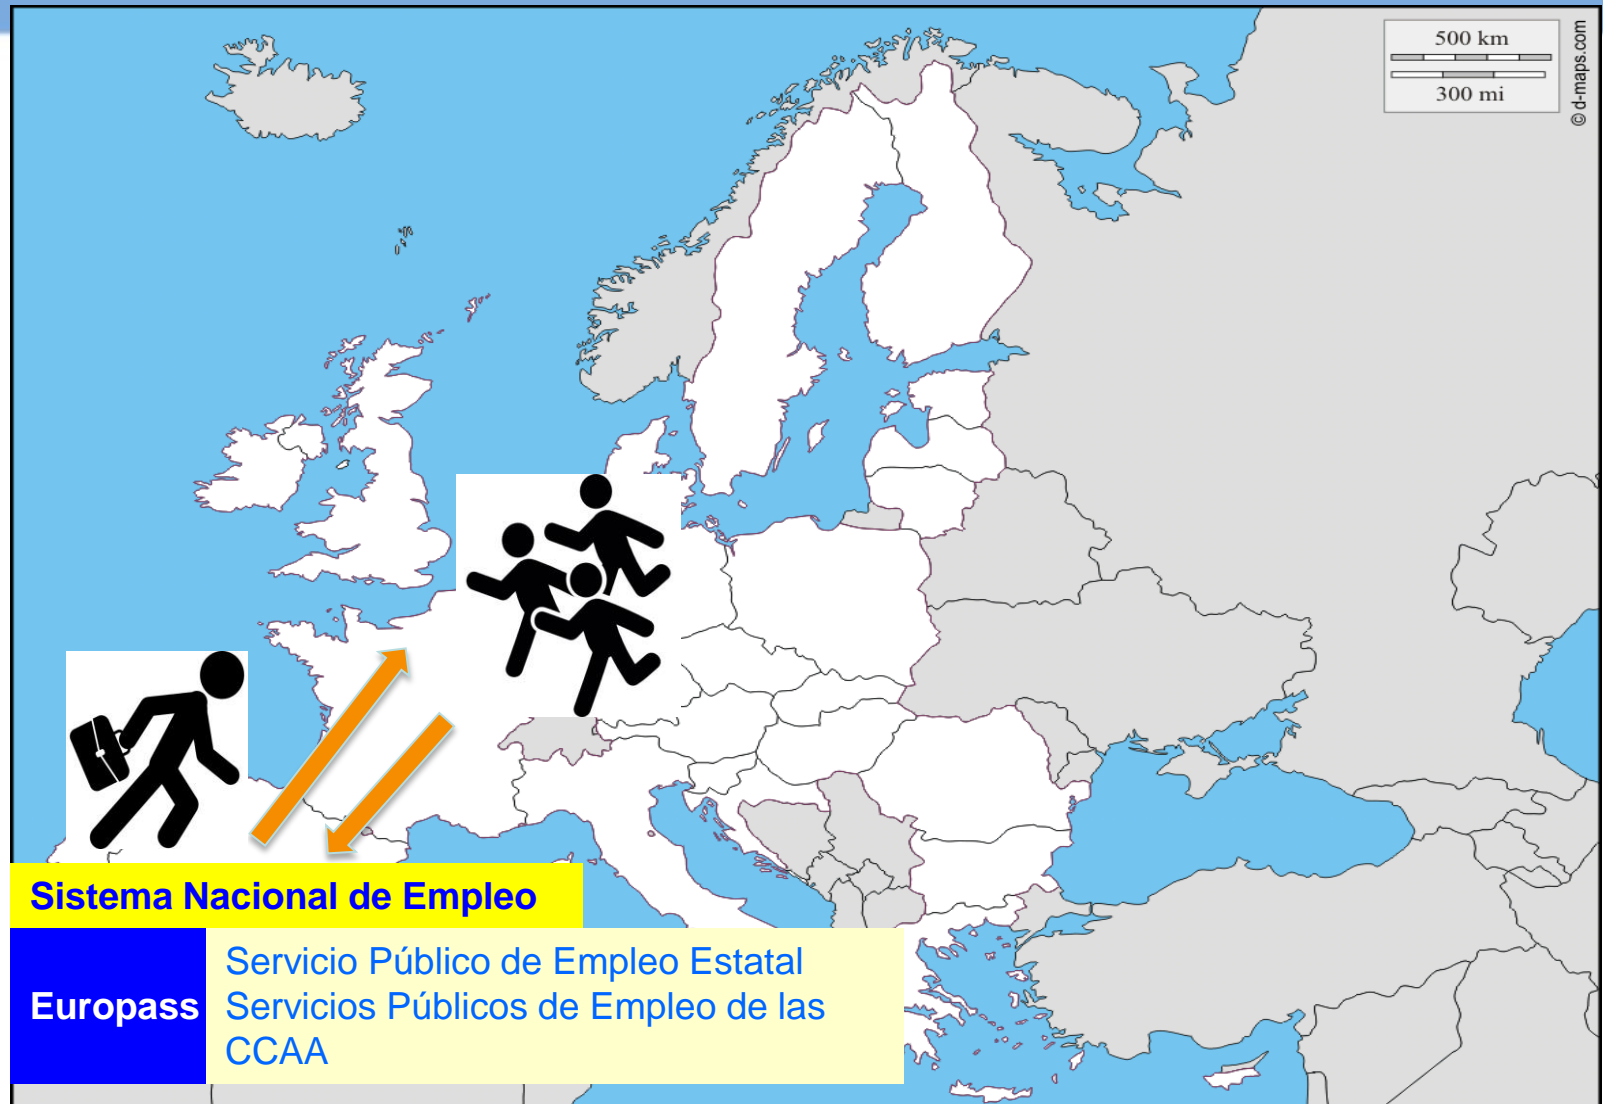 500 km
300 mi
© d-maps.com
Sistema Nacional de Empleo
Europass
Servicio Público de Empleo Estatal
Servicios Públicos de Empleo de las
CCAA